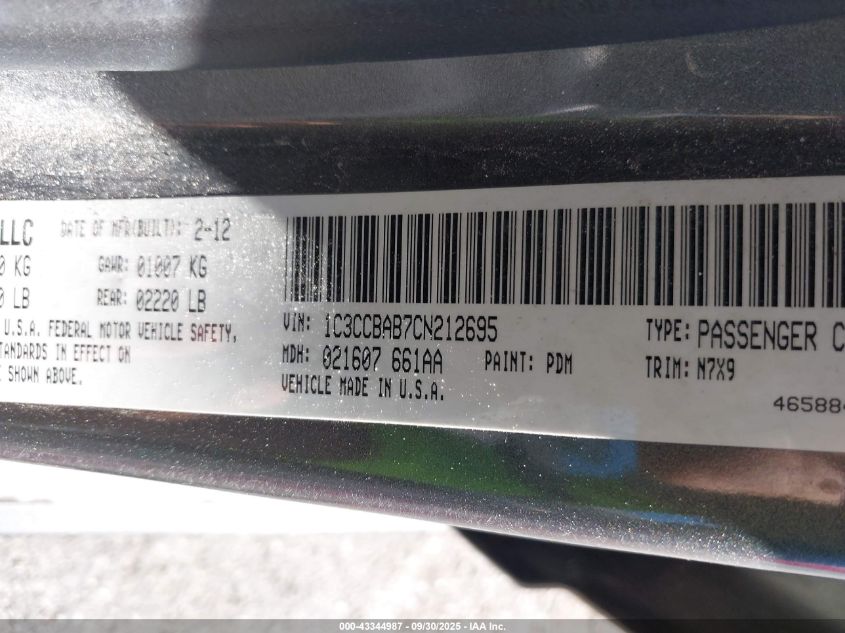 LLC DATE OF MFR(BUILT): 2-12
0 KG GAWR: 01007 KG
0 LB REAR: 02220 LB
U.S.A. FEDERAL MOTOR VEHICLE SAFETY,
STANDARDS IN EFFECT ON
SHOWN ABOVE.
VIN: 1C3CCBAB7CN212695
MDH: 021607 661AA PAINT: PDM
VEHICLE MADE IN U.S.A.
TYPE: PASSENGER C
TRIM: N7X9
46588
000-43344987 - 09/30/2025 - IAA Inc.